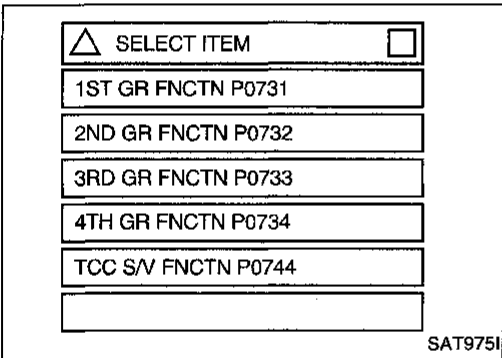 SELECT ITEM
1ST GR FNCTN P0731
2ND GR FNCTN P0732
3RD GR FNCTN P0733
4TH GR FNCTN P0734
TCC S/V FNCTN P0744
SAT975I